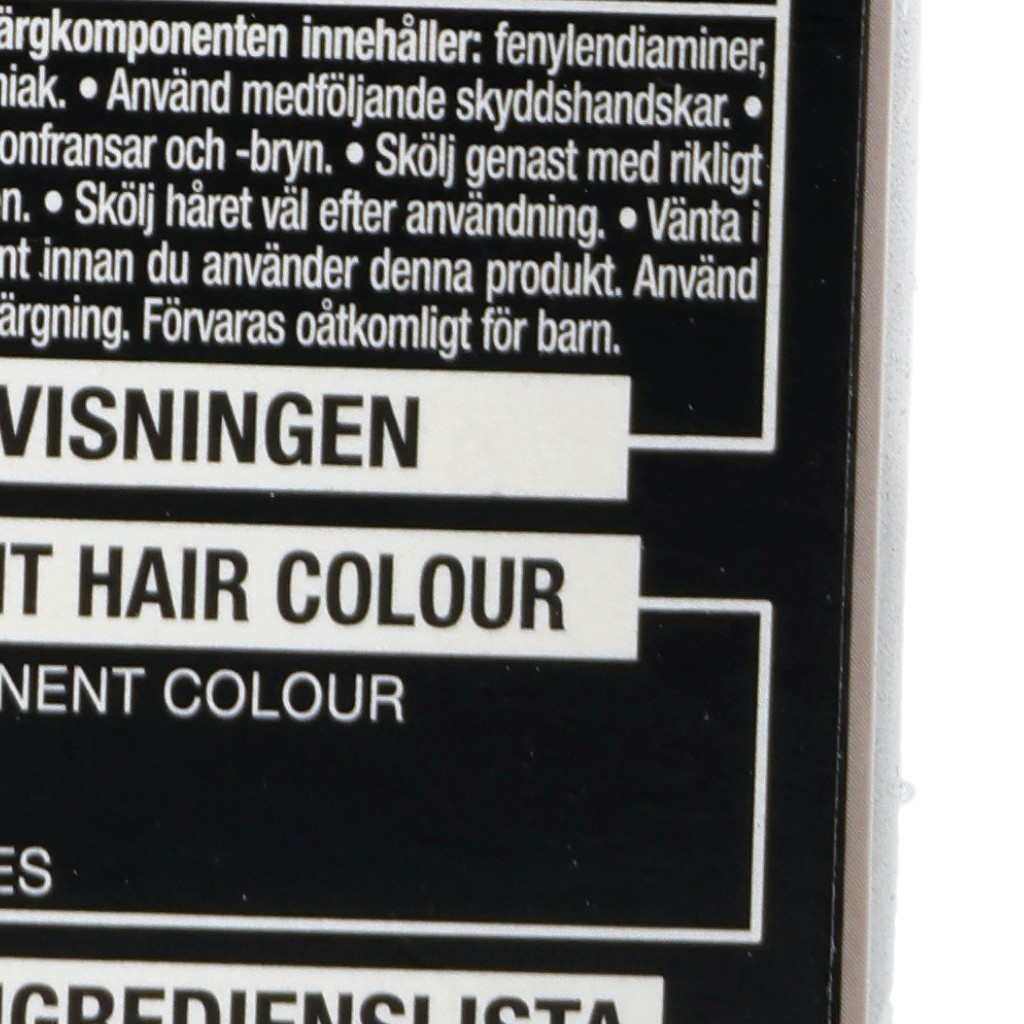 ärgkomponenten innehåller: fenylendiaminer,
niak. • Använd medföljande skyddshandskar. •
onfransar och -bryn. • Skölj genast med rikligt
n. • Skölj håret väl efter användning. • Vänta i
nt innan du använder denna produkt. Använd
ärgning. Förvaras oåtkomligt för barn.
VISNINGEN
NT HAIR COLOUR
NENT COLOUR
ES
NGREDIENSLISTA